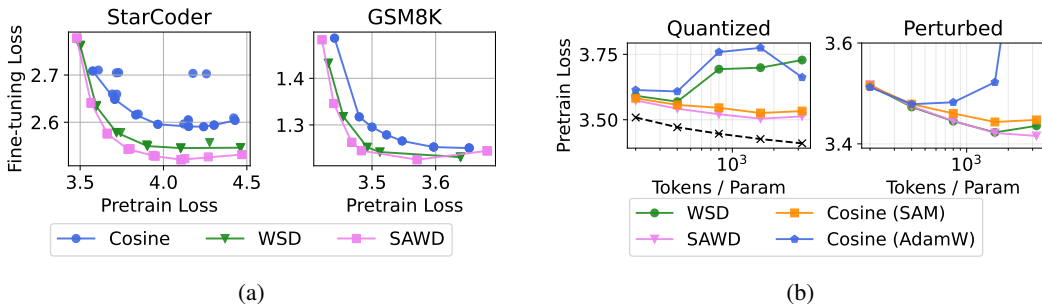 StarCoder
GSM8K
Fine-tuning Loss
2.7
2.6
3.5
4.0
4.5
Pretrain Loss
1.4
1.3
3.5
3.6
Pretrain Loss
Cosine
WSD
SAWD
(a)
Quantized
Perturbed
Pretrain Loss
3.75
3.50
10³
Tokens / Param
3.6
3.4
10³
Tokens / Param
WSD
Cosine (SAM)
SAWD
Cosine (AdamW)
(b)